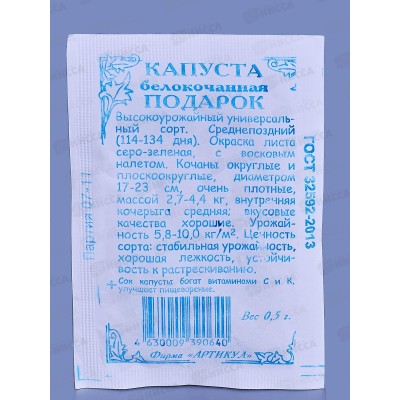 КАПУСТА
белокочанная
ПОДАРОК
Высокоурожайный универсаль-
ный сорт. Среднепоздний
(114-134 дня). Окраска листа
серо-зеленая, с восковым
налетом. Кочаны округлые и
плоскоокруглые, диаметром
17-23 см, очень плотные,
массой 2,7-4,4 кг, внутренняя
кочерыга средняя; вкусовые
качества хорошие. Урожай-
ность 5,8-10,0 кг/м². Ценность
сорта: стабильная урожайность,
хорошая лежкость, устойчи-
вость к растрескиванию.
+ Сок капусты богат витаминами С и К,
улучшает пищеварение.
Вес 0,5 г.
4 630009 390640
Фирма «АРТИКУЛ»
ГОСТ 32592-2013